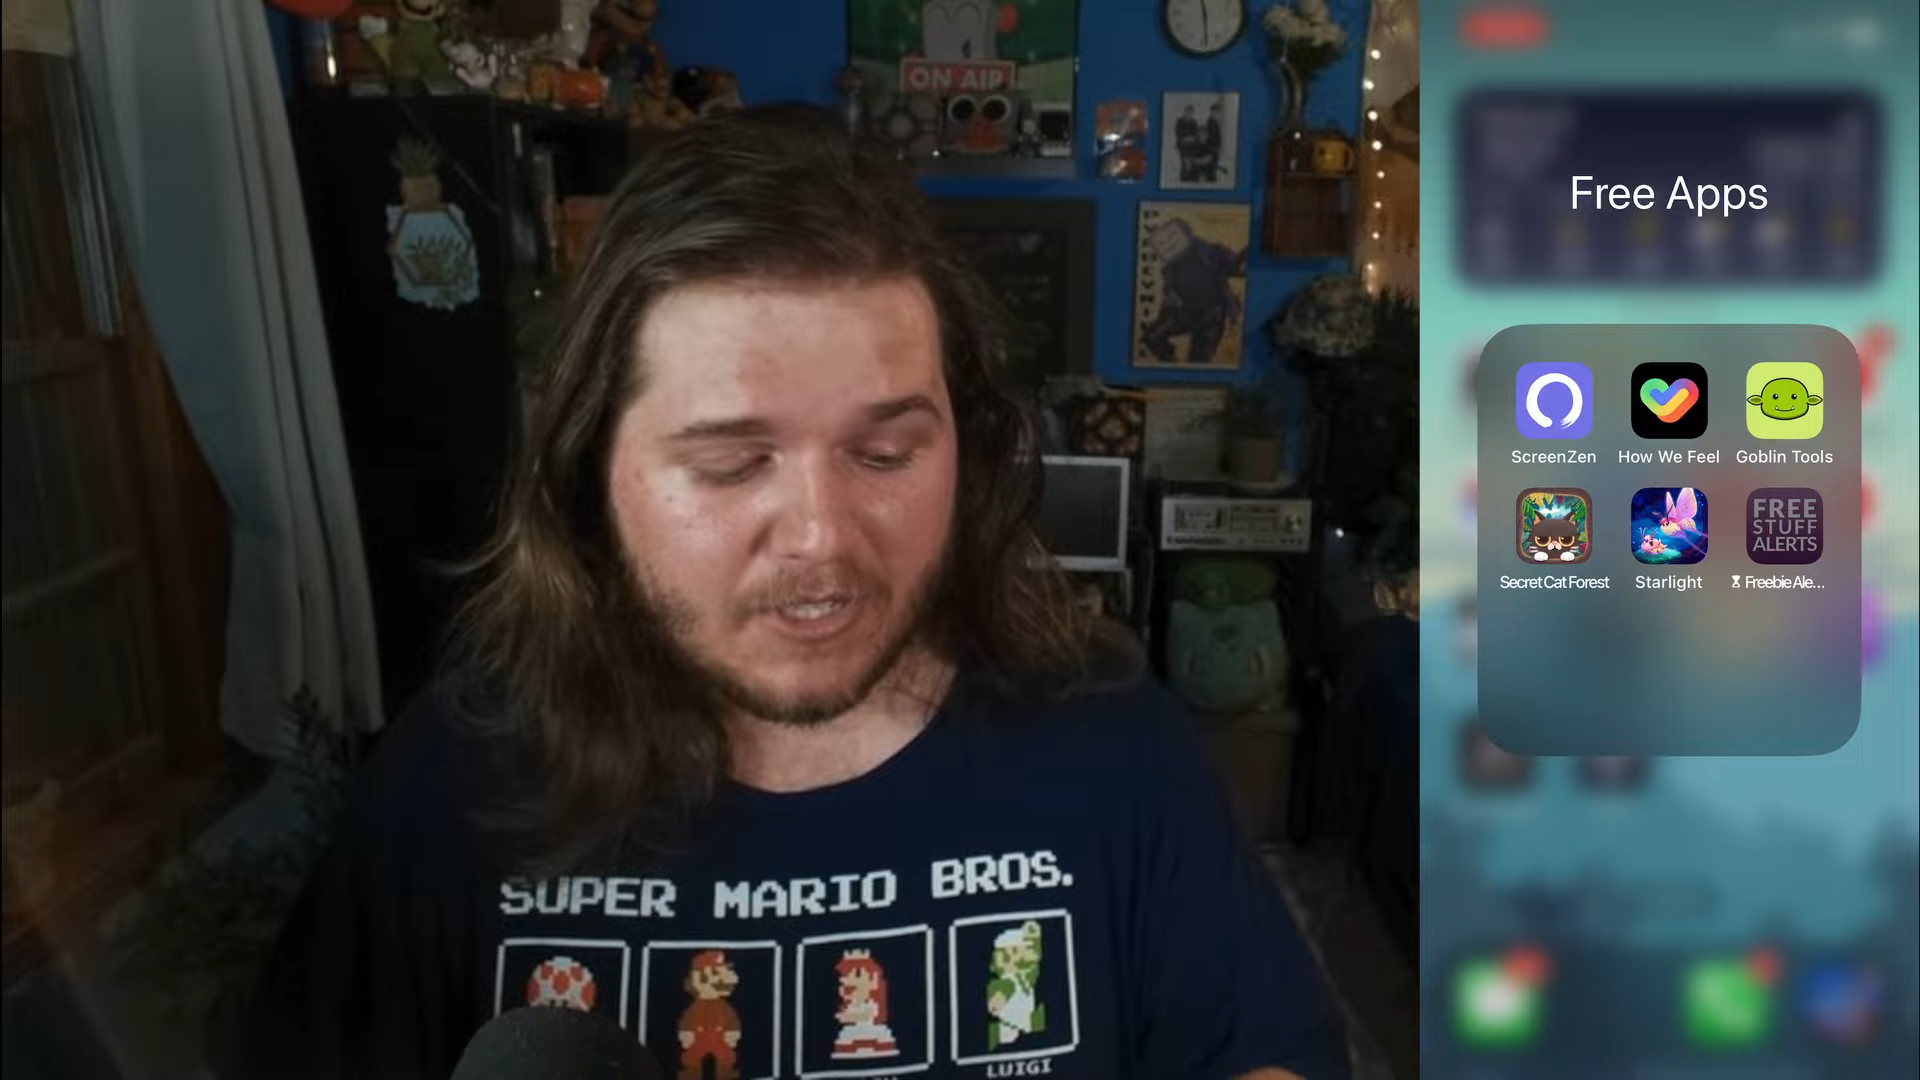 ON AIR
SUPER MARIO BROS.
LUIGI
Free Apps
ScreenZen
How We Feel
Goblin Tools
FREE
STUFF
ALERTS
Secret Cat Forest
Starlight
⌛ Freebie Ale...